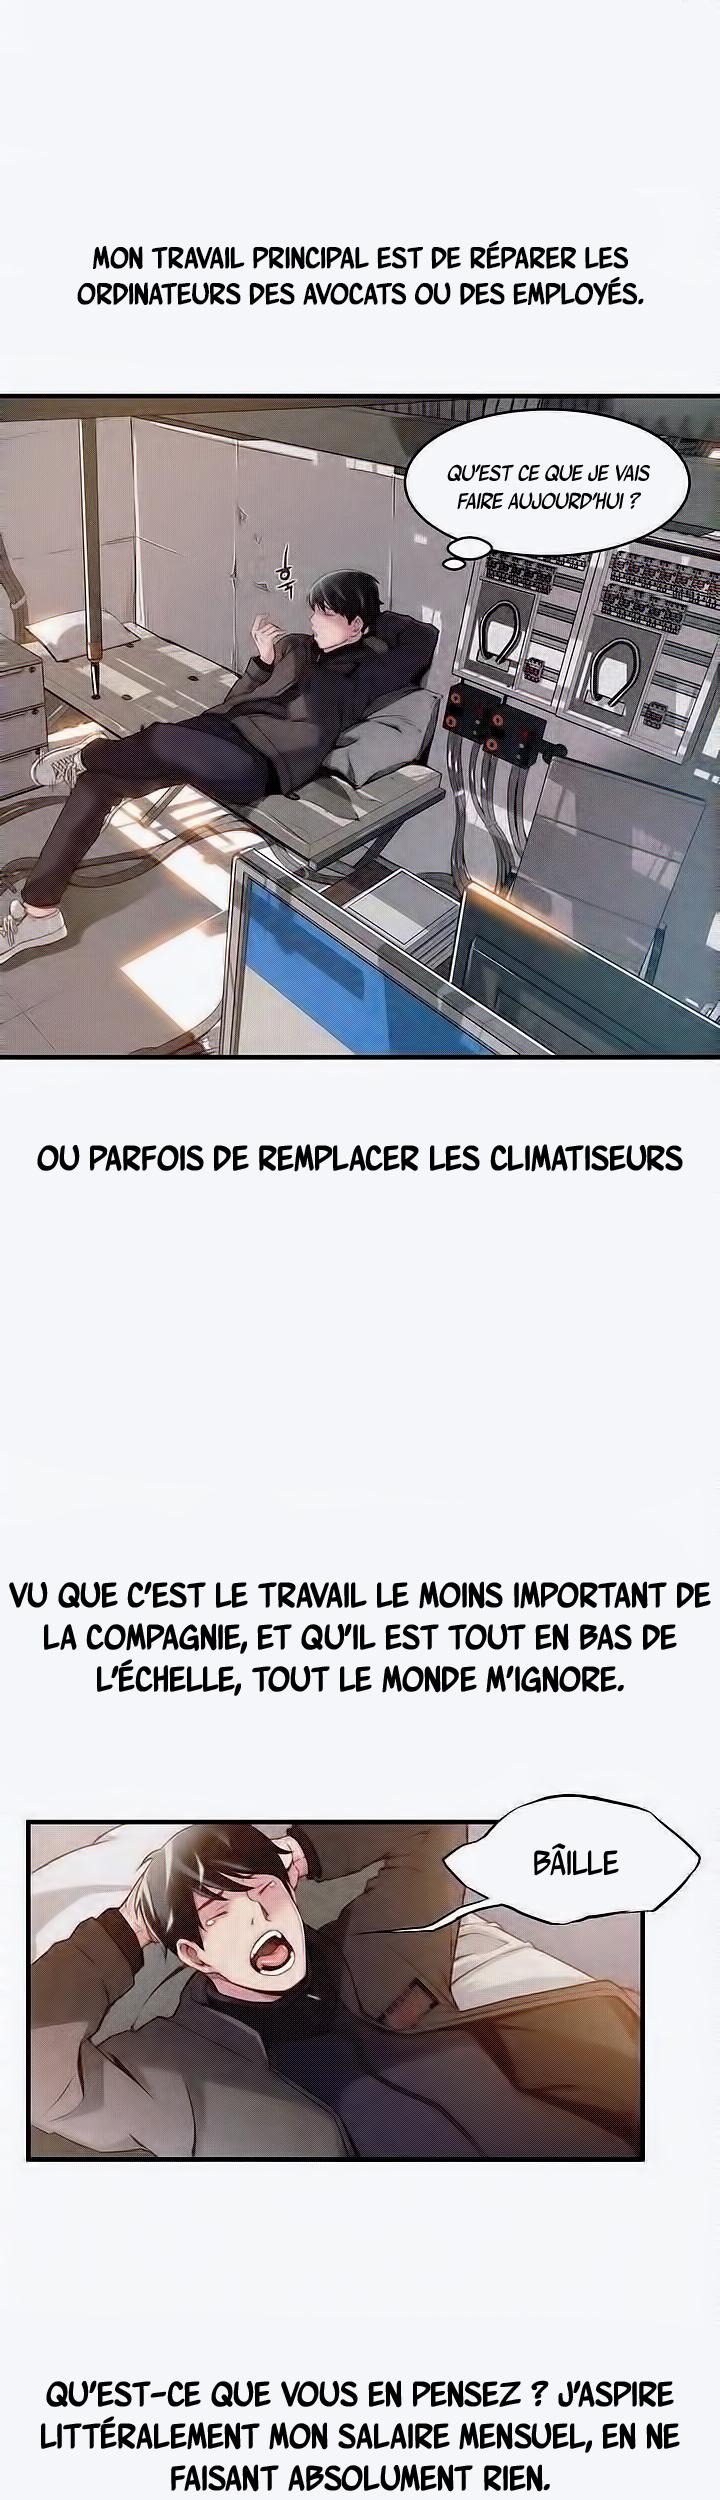 MON TRAVAIL PRINCIPAL EST DE RÉPARER LES
ORDINATEURS DES AVOCATS OU DES EMPLOYÉS.
QU'EST CE QUE JE VAIS
FAIRE AUJOURD'HUI ?
흑
OU PARFOIS DE REMPLACER LES CLIMATISEURS
VU QUE C'EST LE TRAVAIL LE MOINS IMPORTANT DE
LA COMPAGNIE, ET QU'IL EST TOUT EN BAS DE
L'ÉCHELLE, TOUT LE MONDE M'IGNORE.
BÂILLE
QU'EST-CE QUE VOUS EN PENSEZ ? J'ASPIRE
LITTÉRALEMENT MON SALAIRE MENSUEL, EN NE
FAISANT ABSOLUMENT RIEN.